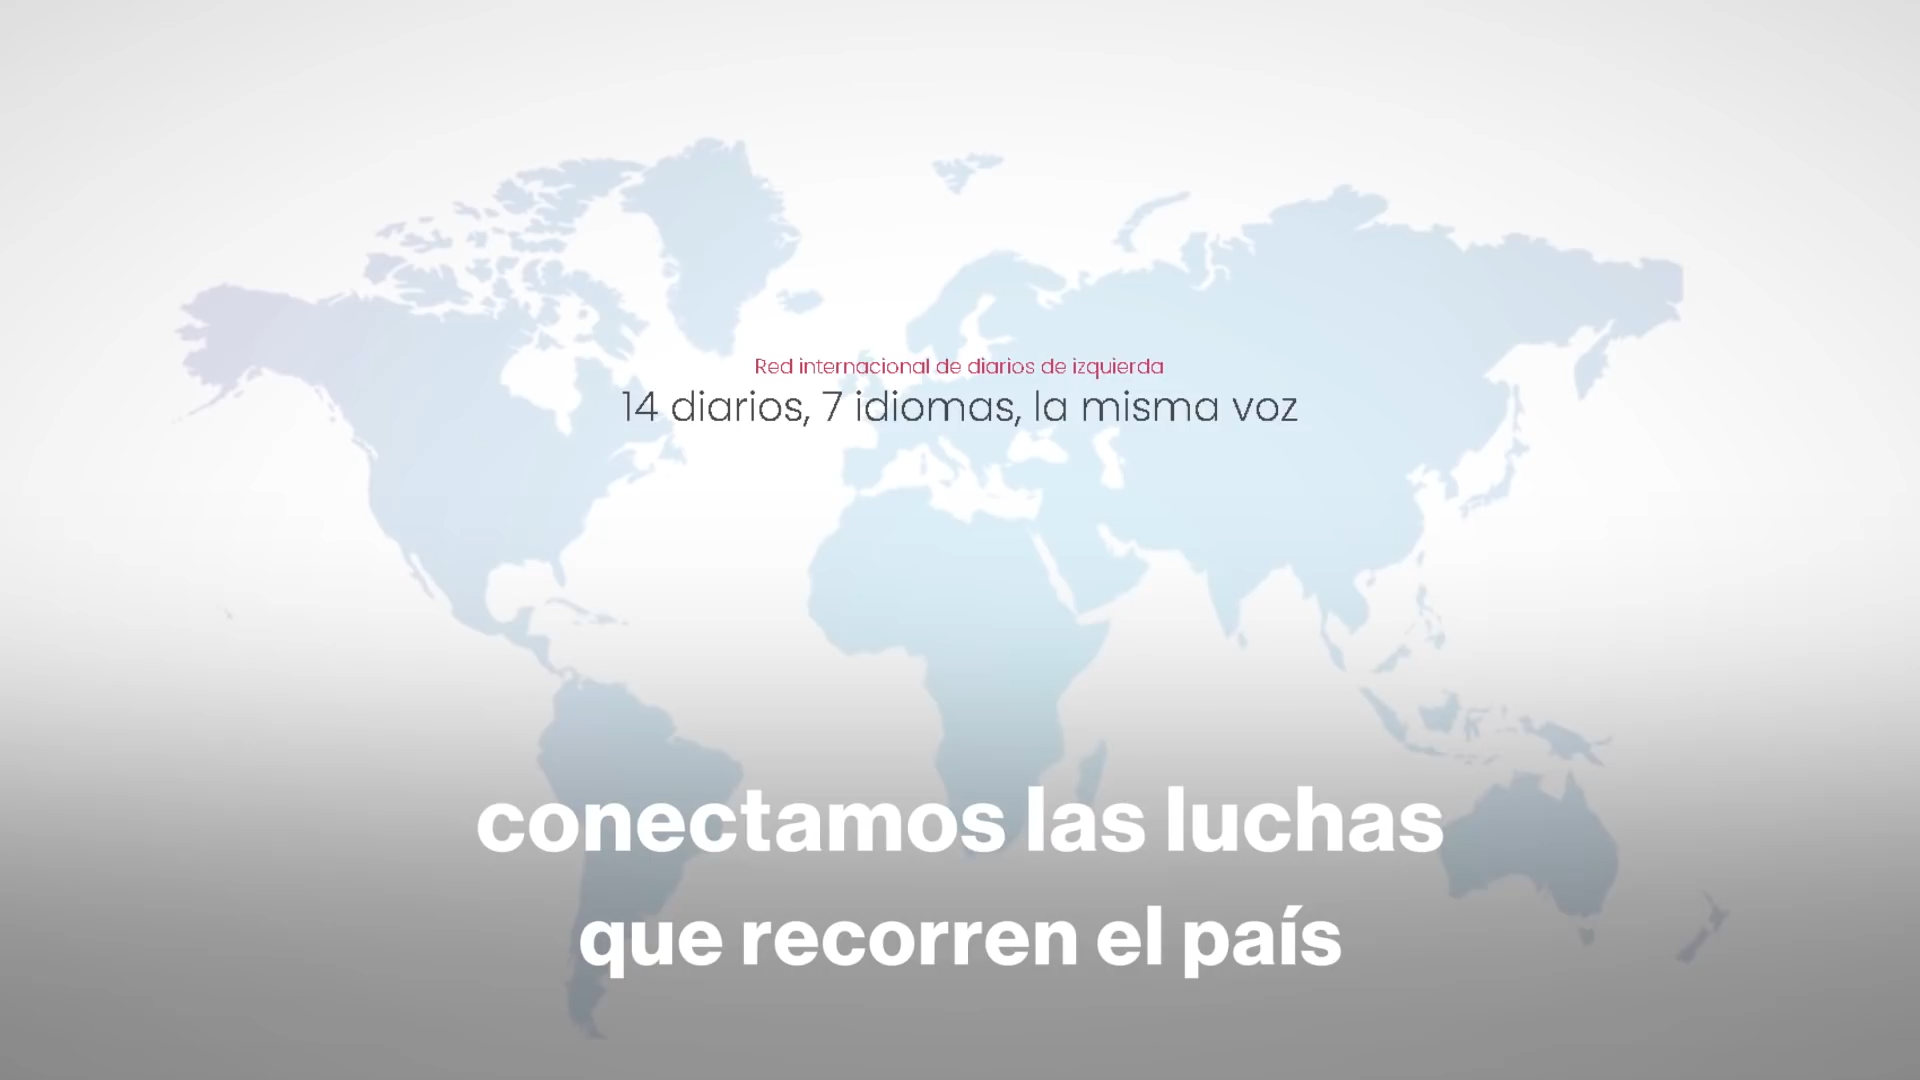 Red internacional de diarios de izquierda
14 diarios, 7 idiomas, la misma voz
conectamos las luchas
que recorren el país